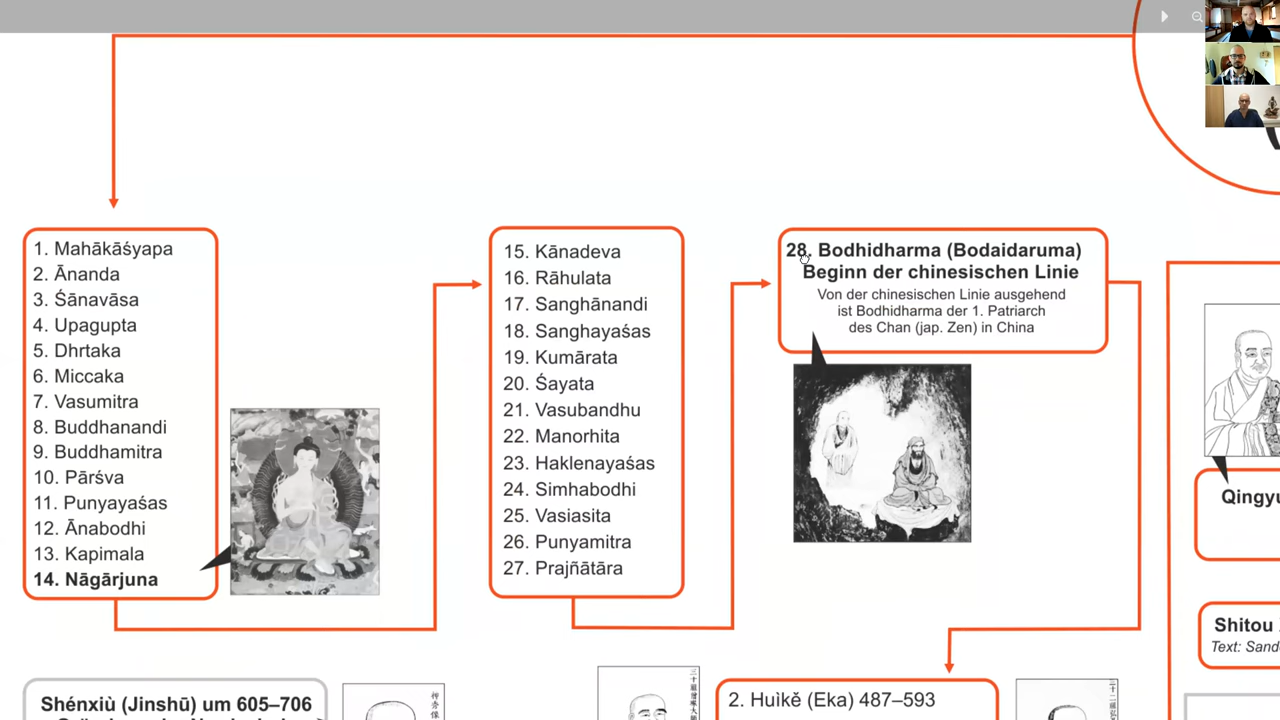 1. Mahākāśyapa
2. Ānanda
3. Śānavāsa
4. Upagupta
5. Dhrtaka
6. Miccaka
7. Vasumitra
8. Buddhanandi
9. Buddhamitra
10. Pārśva
11. Punyayaśas
12. Ānabodhi
13. Kapimala
14. Nāgārjuna
15. Kānadeva
16. Rāhulata
17. Sanghānandi
18. Sanghayaśas
19. Kumārata
20. Śayata
21. Vasubandhu
22. Manorhita
23. Haklenayaśas
24. Simhabodhi
25. Vasiasita
26. Punyamitra
27. Prajñātāra
28. Bodhidharma (Bodaidaruma)
Beginn der chinesischen Linie
Von der chinesischen Linie ausgehend
ist Bodhidharma der 1. Patriarch
des Chan (jap. Zen) in China
Qingyu
Shitou
Text: Sand
Shénxiù (Jinshū) um 605–706
2. Huìkě (Eka) 487–593